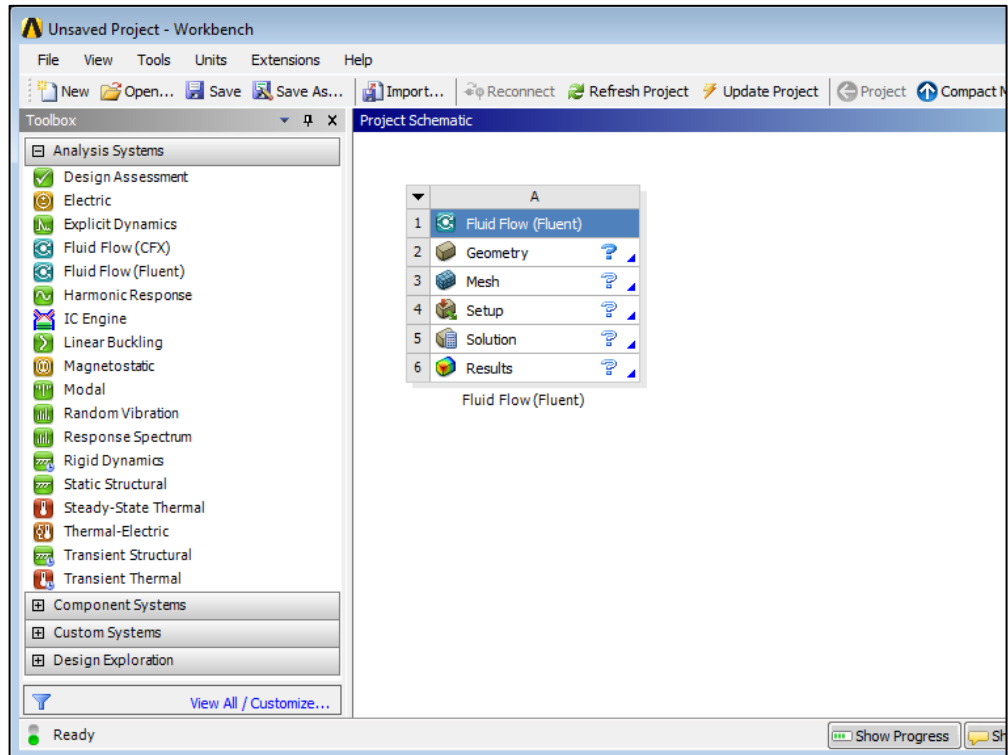 Unsaved Project - Workbench
File View Tools Units Extensions Help
New Open... Save Save As... Import... Reconnect Refresh Project Update Project Project Compact M
Toolbox
Project Schematic
Analysis Systems
Design Assessment
Electric
Explicit Dynamics
Fluid Flow (CFX)
Fluid Flow (Fluent)
Harmonic Response
IC Engine
Linear Buckling
Magnetostatic
Modal
Random Vibration
Response Spectrum
Rigid Dynamics
Static Structural
Steady-State Thermal
Thermal-Electric
Transient Structural
Transient Thermal
Component Systems
Custom Systems
Design Exploration
View All / Customize...
A
1 Fluid Flow (Fluent)
2 Geometry ?
3 Mesh ?
4 Setup ?
5 Solution ?
6 Results ?
Fluid Flow (Fluent)
Ready
Show Progress Sh